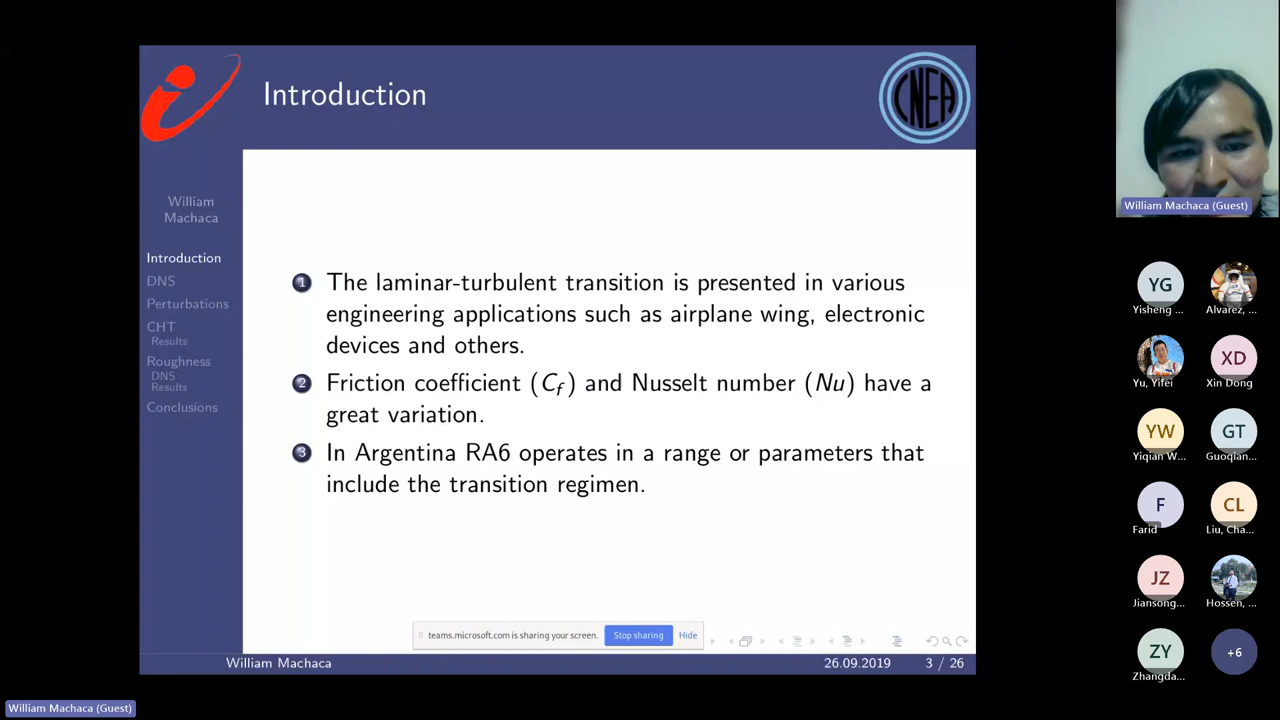 Introduction
CNEA
William
Machaca
Introduction
DNS
Perturbations
CHT
Results
Roughness
DNS
Results
Conclusions
1 The laminar-turbulent transition is presented in various
engineering applications such as airplane wing, electronic
devices and others.
2 Friction coefficient (Cf) and Nusselt number (Nu) have a
great variation.
3 In Argentina RA6 operates in a range or parameters that
include the transition regimen.
teams.microsoft.com is sharing your screen. Stop sharing Hide
William Machaca 26.09.2019 3 / 26
William Machaca (Guest)
William Machaca (Guest)
YG
Yisheng ... Alvarez, ...
XD
Yu, Yifei Xin Dong
YW GT
Yiqian W... Guoqian...
F CL
Farid Liu, Cha...
JZ
Jiansong... Hossen, ...
ZY +6
Zhangda...